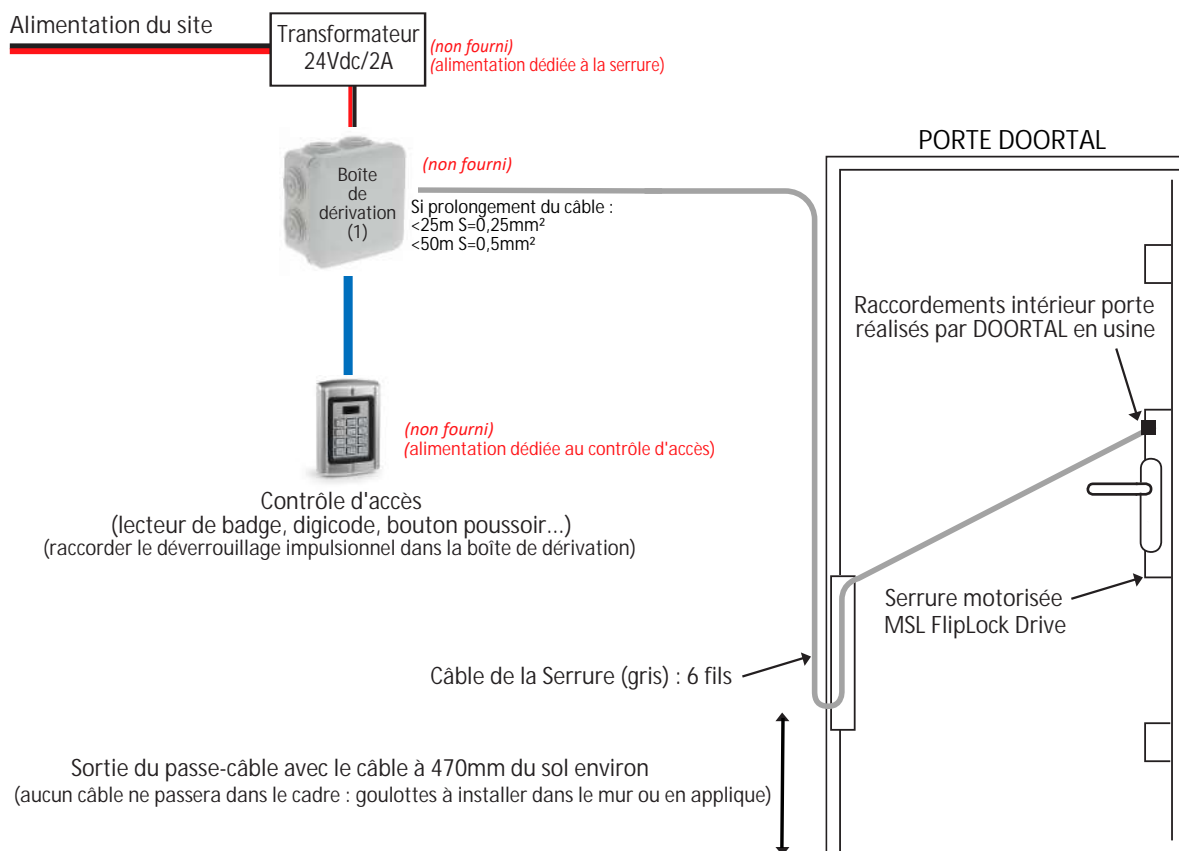 Alimentation du site
Transformateur
24Vdc/2A
(non fourni)
(alimentation dédiée à la serrure)
PORTE DOORTAL
Boîte
de
dérivation
(1)
(non fourni)
Si prolongement du câble :
<25m S=0,25mm²
<50m S=0,5mm²
Raccordements intérieur porte
réalisés par DOORTAL en usine
(non fourni)
(alimentation dédiée au contrôle d'accès)
Contrôle d'accès
(lecteur de badge, digicode, bouton poussoir...)
(raccorder le déverrouillage impulsionnel dans la boîte de dérivation)
Serrure motorisée
MSL FlipLock Drive
Câble de la Serrure (gris) : 6 fils
Sortie du passe-câble avec le câble à 470mm du sol environ
(aucun câble ne passera dans le cadre : goulottes à installer dans le mur ou en applique)